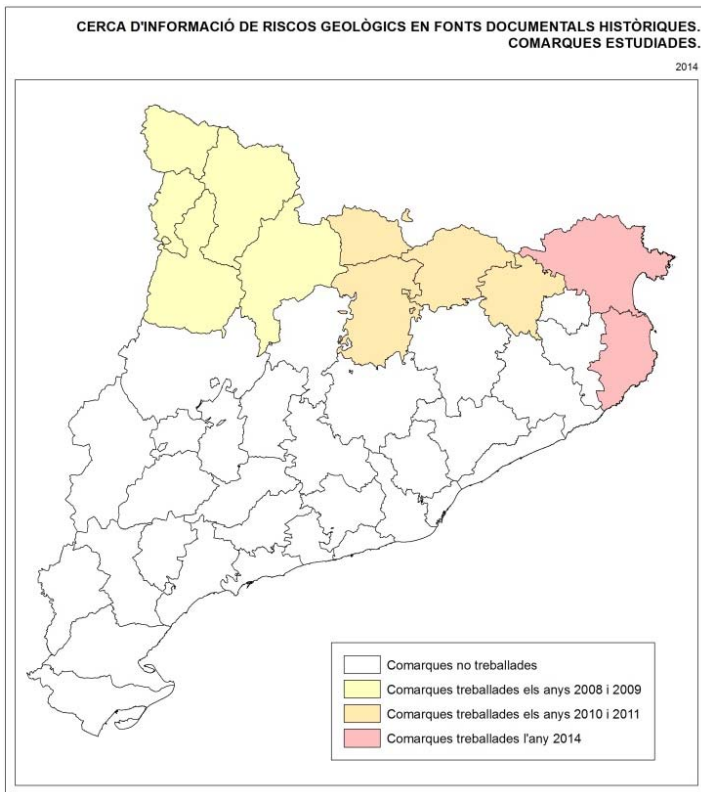 CERCA D'INFORMACIÓ DE RISCOS GEOLÒGICS EN FONTS DOCUMENTALS HISTÒRIQUES.
COMARQUES ESTUDIADES.
2014
Comarques no treballades
Comarques treballades els anys 2008 i 2009
Comarques treballades els anys 2010 i 2011
Comarques treballades l'any 2014